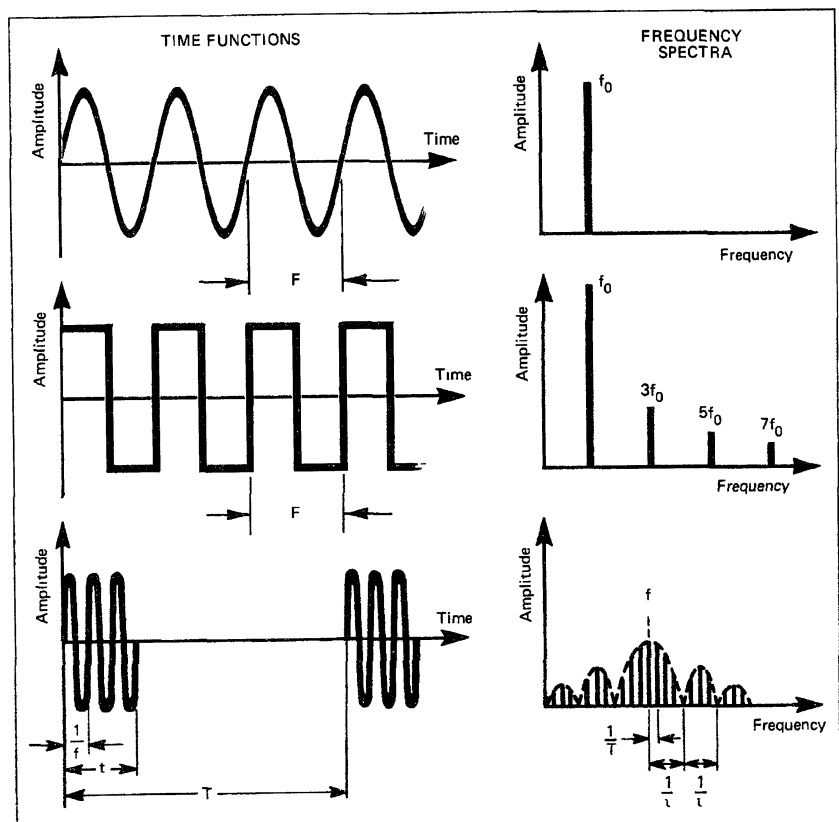 TIME FUNCTIONS
FREQUENCY
SPECTRA
Amplitude
Time
F
Amplitude
f0
Frequency
Amplitude
Time
F
Amplitude
f0
3f0
5f0
7f0
Frequency
Amplitude
Time
1
f
t
T
Amplitude
f
Frequency
1
T
1
1